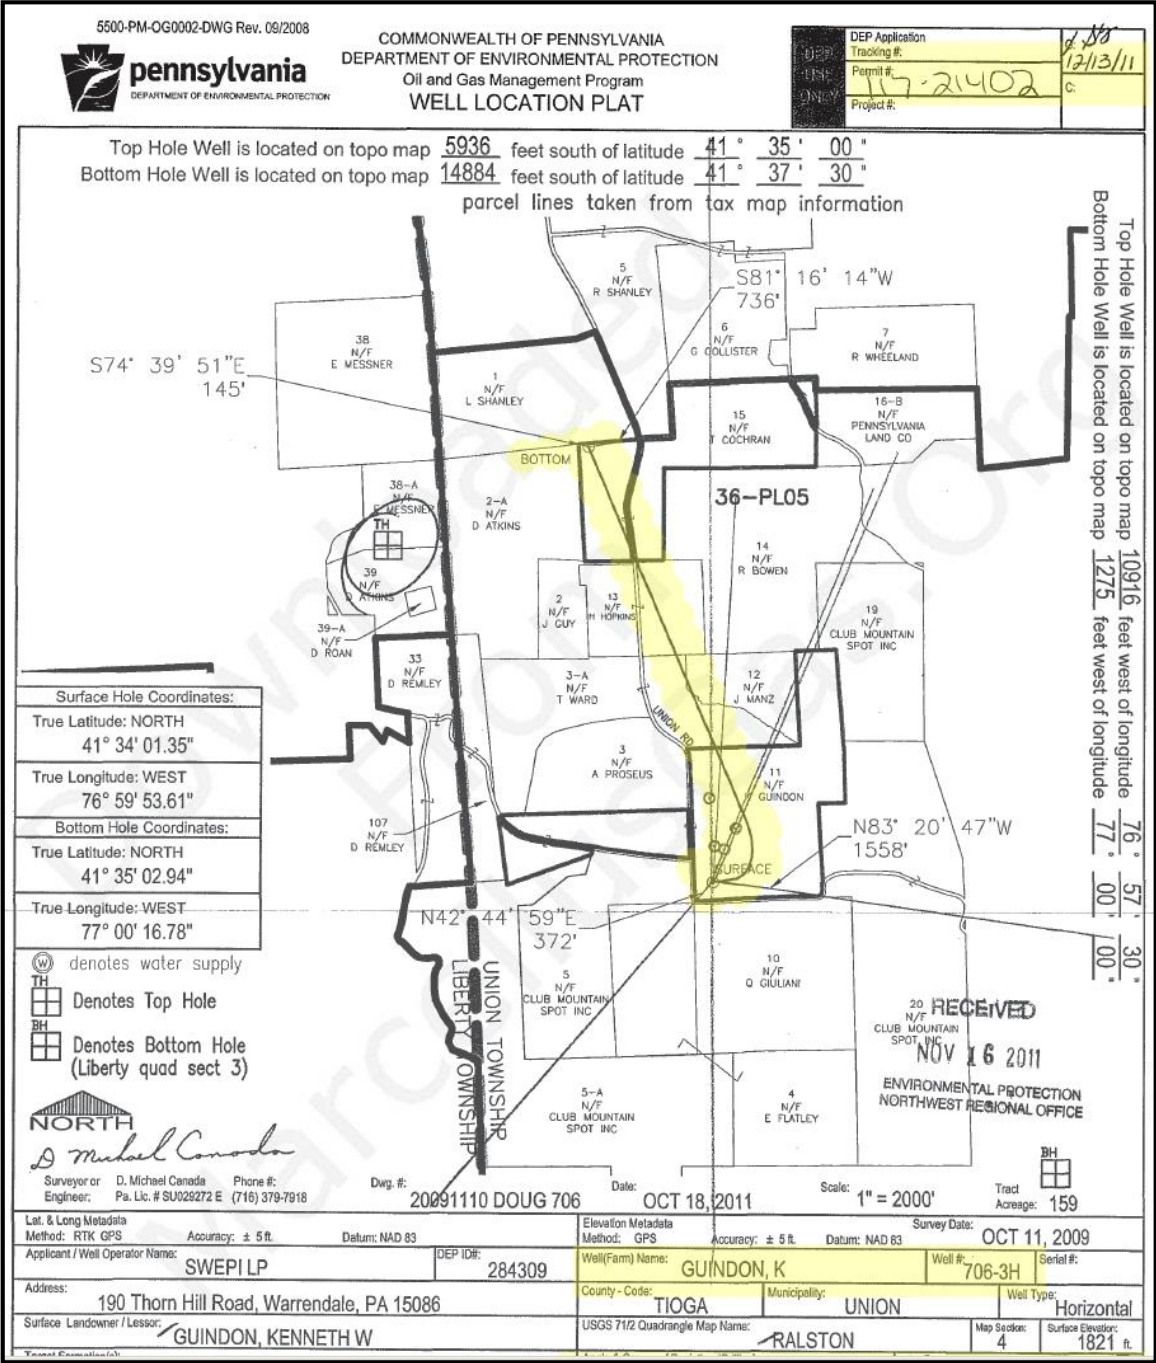 5500-PM-OG0002-DWG Rev. 09/2008
pennsylvania
DEPARTMENT OF ENVIRONMENTAL PROTECTION
COMMONWEALTH OF PENNSYLVANIA
DEPARTMENT OF ENVIRONMENTAL PROTECTION
Oil and Gas Management Program
WELL LOCATION PLAT
DEP
USE
ONLY
DEP Application
Tracking #:
Permit #:
117-21402
Project #:
12/13/11
C:
Top Hole Well is located on topo map 5936 feet south of latitude 41 ° 35 ' 00 "
Bottom Hole Well is located on topo map 14884 feet south of latitude 41 ° 37 ' 30 "
parcel lines taken from tax map information
Top Hole Well is located on topo map 10916 feet west of longitude 76 ° 57 ' 30 "
Bottom Hole Well is located on topo map 1275 feet west of longitude 77 ° 00 ' 00 "
5
N/F
R SHANLEY
S81° 16' 14"W
736'
38
N/F
E MESSNER
6
N/F
G COLLISTER
7
N/F
R WHEELAND
S74° 39' 51"E
145'
1
N/F
L SHANLEY
15
N/F
T COCHRAN
16-B
N/F
PENNSYLVANIA
LAND CO
BOTTOM
36-PL05
38-A
N/F
E MESSNER
TH
2-A
N/F
D ATKINS
14
N/F
R BOWEN
39
N/F
D ATKINS
2
N/F
J GUY
13
N/F
H HOPKINS
19
N/F
CLUB MOUNTAIN
SPOT INC
39-A
N/F
D ROAN
33
N/F
D REMLEY
3-A
N/F
T WARD
12
N/F
J MANZ
UNION RD
3
N/F
A PROSEUS
11
N/F
GUINDON
107
N/F
D REMLEY
N83° 20' 47"W
1558'
SURFACE
N42° 44' 59"E
372'
Surface Hole Coordinates:
True Latitude: NORTH
41° 34' 01.35"
True Longitude: WEST
76° 59' 53.61"
Bottom Hole Coordinates:
True Latitude: NORTH
41° 35' 02.94"
True Longitude: WEST
77° 00' 16.78"
W denotes water supply
TH
Denotes Top Hole
BH
Denotes Bottom Hole
(Liberty quad sect 3)
NORTH
UNION TOWNSHIP
LIBERTY TOWNSHIP
5
N/F
CLUB MOUNTAIN
SPOT INC
10
N/F
Q GIULIANI
20
N/F
CLUB MOUNTAIN
SPOT INC
RECEIVED
NOV 16 2011
ENVIRONMENTAL PROTECTION
NORTHWEST REGIONAL OFFICE
5-A
N/F
CLUB MOUNTAIN
SPOT INC
4
N/F
E FLATLEY
BH
D Michael Canada
Surveyor or
Engineer:
D. Michael Canada
Pa. Lic. # SU029272 E
Phone #:
(716) 379-7918
Dwg. #:
20091110 DOUG 706
Date:
OCT 18, 2011
Scale:
1" = 2000'
Tract
Acreage: 159
Lat. & Long Metadata
Method: RTK GPS Accuracy: ± 5 ft. Datum: NAD 83
Elevation Metadata
Method: GPS Accuracy: ± 5 ft. Datum: NAD 83
Survey Date:
OCT 11, 2009
Applicant / Well Operator Name:
SWEPI LP
DEP ID#:
284309
Well(Farm) Name:
GUINDON, K
Well #:
706-3H
Serial #:
Address:
190 Thorn Hill Road, Warrendale, PA 15086
County - Code:
TIOGA
Municipality:
UNION
Well Type:
Horizontal
Surface Landowner / Lessor:
GUINDON, KENNETH W
USGS 71/2 Quadrangle Map Name:
RALSTON
Map Section:
4
Surface Elevation:
1821 ft.
Downloaded
From
MarcellusGas.Org